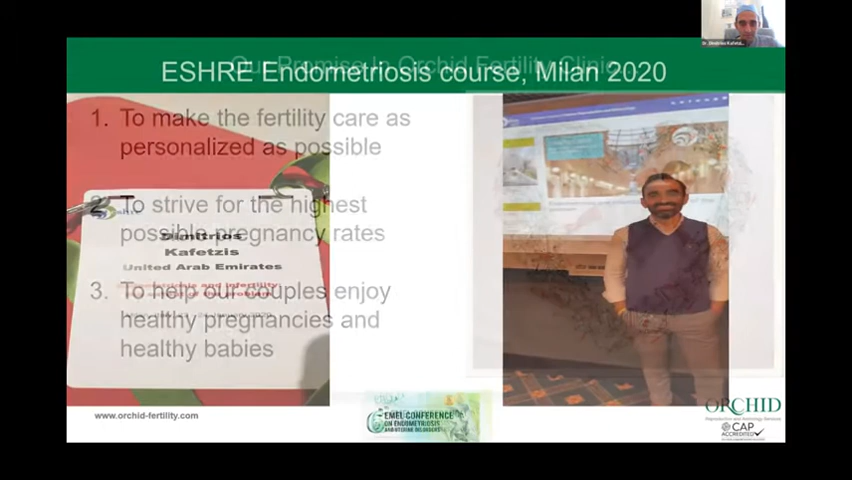 Our Promise In Orchid Fertility Clinic
ESHRE Endometriosis course, Milan 2020
1. To make the fertility care as
personalized as possible
2. To strive for the highest
possible pregnancy rates
3. To help our couples enjoy
healthy pregnancies and
healthy babies
Dimitrios
Kafetzis
United Arab Emirates
www.orchid-fertility.com
EMEL CONFERENCE
ON ENDOMETRIOSIS
AND UTERINE DISORDERS
ORCHID
CAP
ACCREDITED